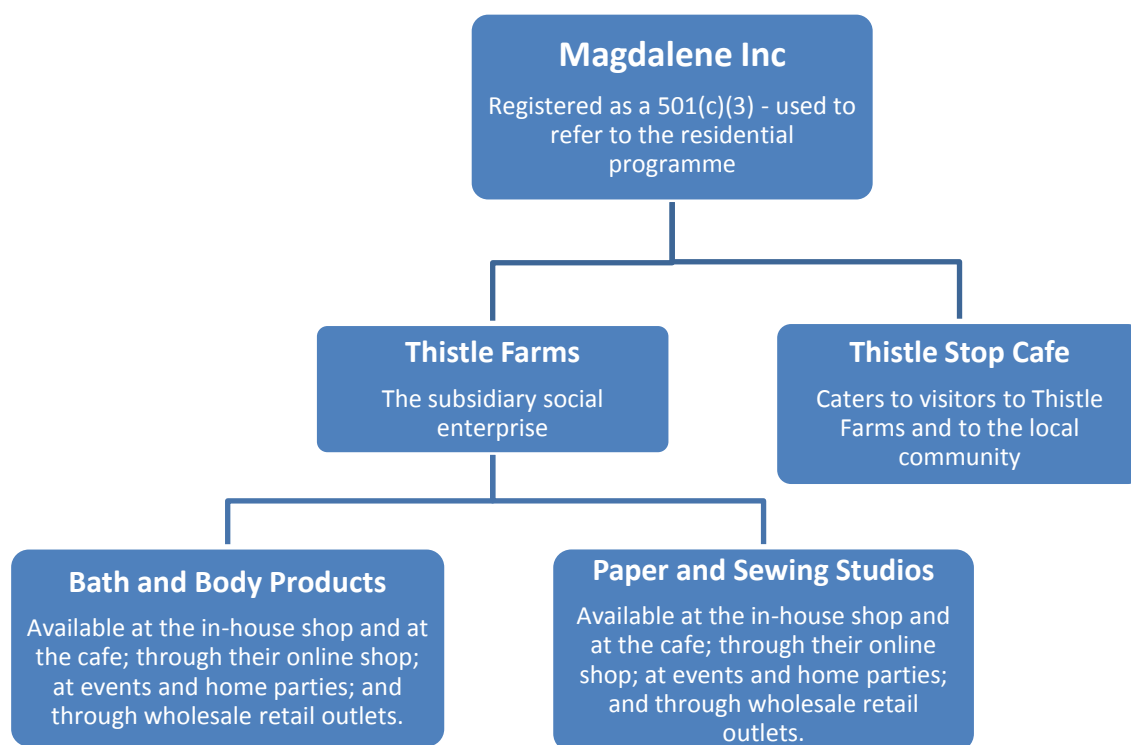 Magdalene Inc
Registered as a 501(c)(3) - used to
refer to the residential
programme
Thistle Farms
The subsidiary social
enterprise
Thistle Stop Cafe
Caters to visitors to Thistle
Farms and to the local
community
Bath and Body Products
Available at the in-house shop and at
the cafe; through their online shop;
at events and home parties; and
through wholesale retail outlets.
Paper and Sewing Studios
Available at the in-house shop and
at the cafe; through their online
shop; at events and home parties;
and through wholesale retail
outlets.